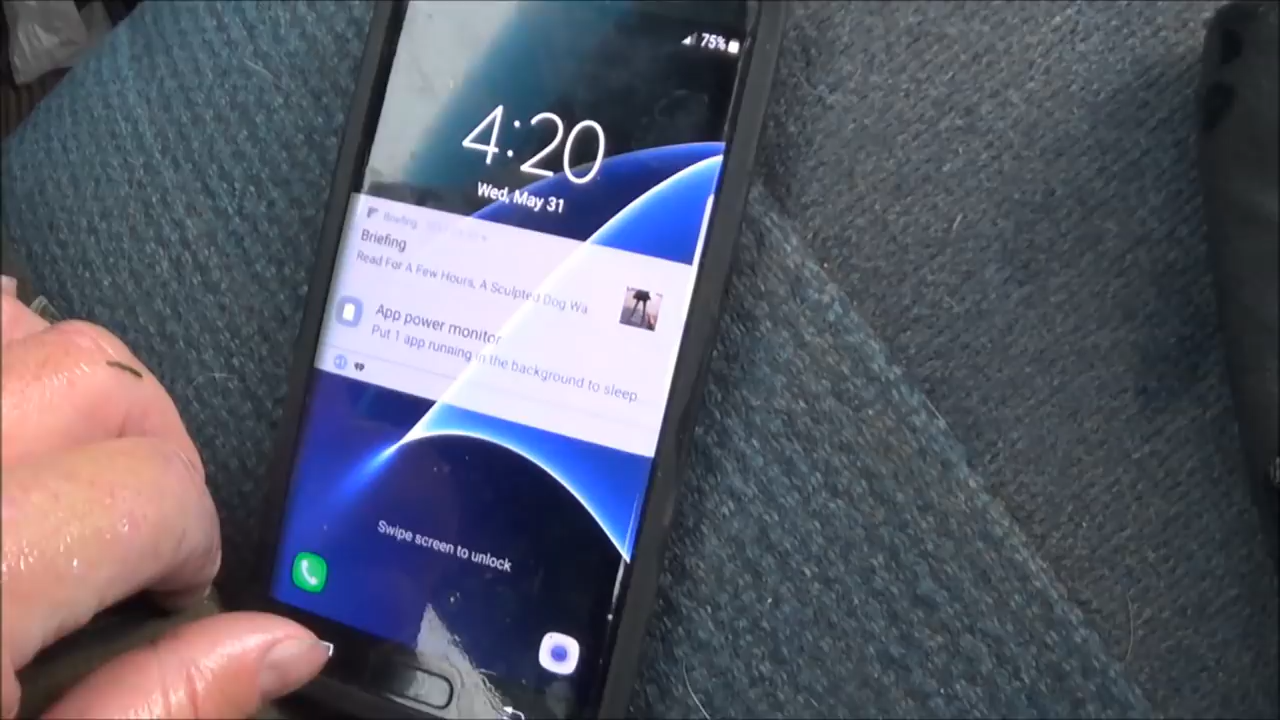 75%
4:20
Wed, May 31
Briefing
Briefing
Read For A Few Hours, A Sculpted Dog Wa
App power monitor
Put 1 app running in the background to sleep
Swipe screen to unlock